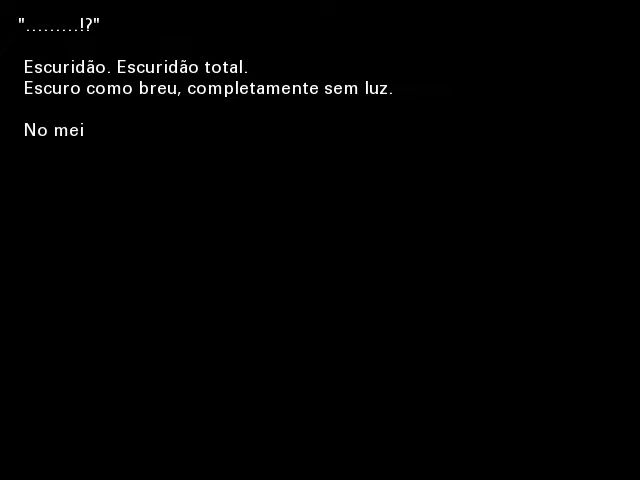 ".........!?"
Escuridão. Escuridão total.
Escuro como breu, completamente sem luz.
No mei